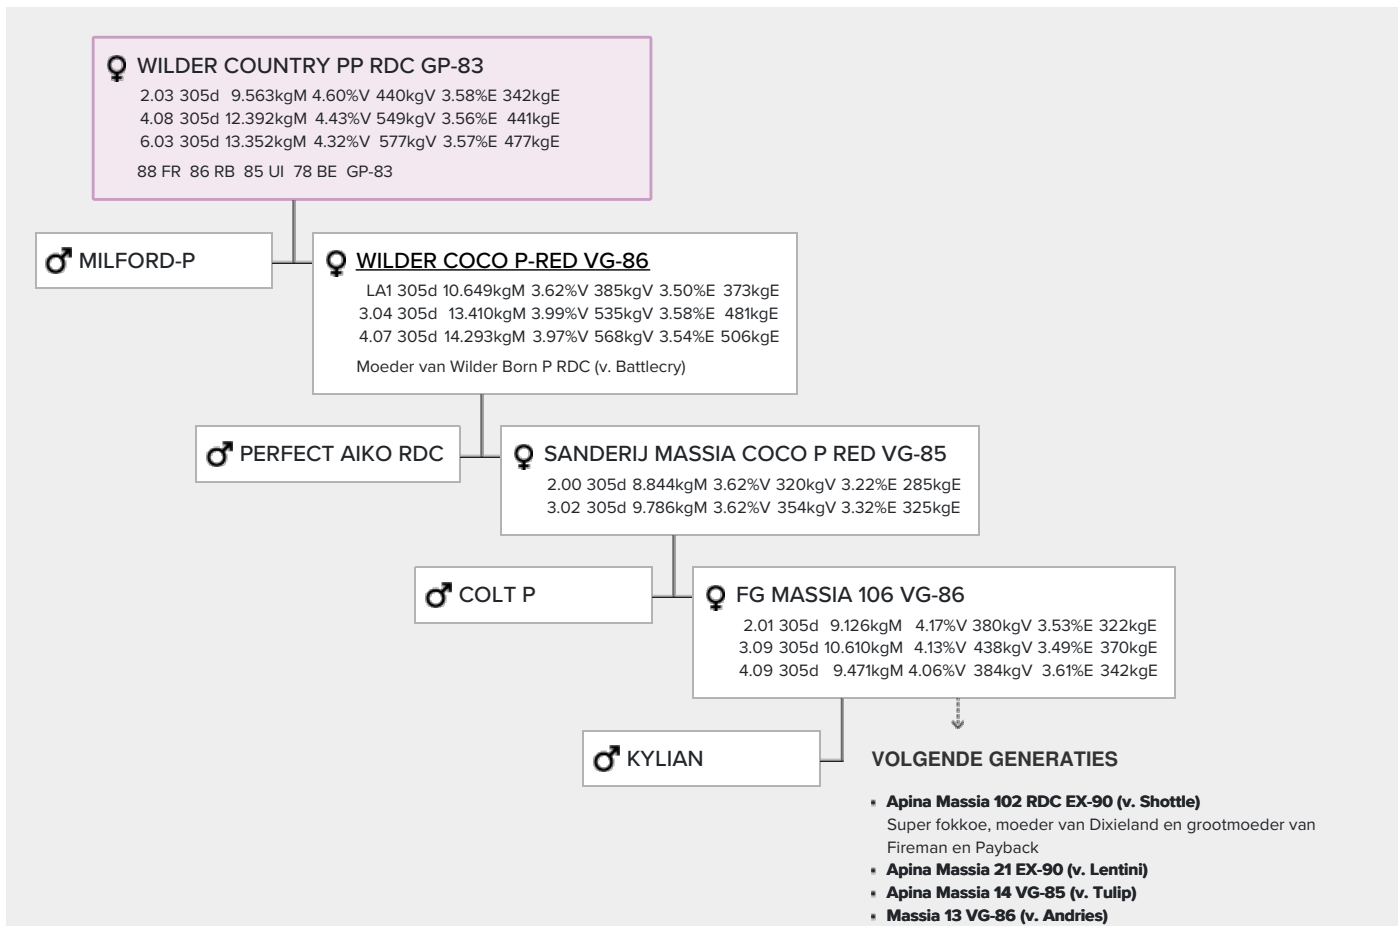 WILDER COUNTRY PP RDC GP-83
2.03 305d 9.563kgM 4.60%V 440kgV 3.58%E 342kgE
4.08 305d 12.392kgM 4.43%V 549kgV 3.56%E 441kgE
6.03 305d 13.352kgM 4.32%V 577kgV 3.57%E 477kgE
88 FR 86 RB 85 UI 78 BE GP-83
MILFORD-P
WILDER COCO P-RED VG-86
LA1 305d 10.649kgM 3.62%V 385kgV 3.50%E 373kgE
3.04 305d 13.410kgM 3.99%V 535kgV 3.58%E 481kgE
4.07 305d 14.293kgM 3.97%V 568kgV 3.54%E 506kgE
Moeder van Wilder Born P RDC (v. Battlecry)
PERFECT AIKO RDC
SANDERIJ MASSIA COCO P RED VG-85
2.00 305d 8.844kgM 3.62%V 320kgV 3.22%E 285kgE
3.02 305d 9.786kgM 3.62%V 354kgV 3.32%E 325kgE
COLT P
FG MASSIA 106 VG-86
2.01 305d 9.126kgM 4.17%V 380kgV 3.53%E 322kgE
3.09 305d 10.610kgM 4.13%V 438kgV 3.49%E 370kgE
4.09 305d 9.471kgM 4.06%V 384kgV 3.61%E 342kgE
KYLIAN
VOLGENDE GENERATIES
▪ Apina Massia 102 RDC EX-90 (v. Shottle)
Super fokkoe, moeder van Dixieland en grootmoeder van
Fireman en Payback
▪ Apina Massia 21 EX-90 (v. Lentini)
▪ Apina Massia 14 VG-85 (v. Tulip)
▪ Massia 13 VG-86 (v. Andries)